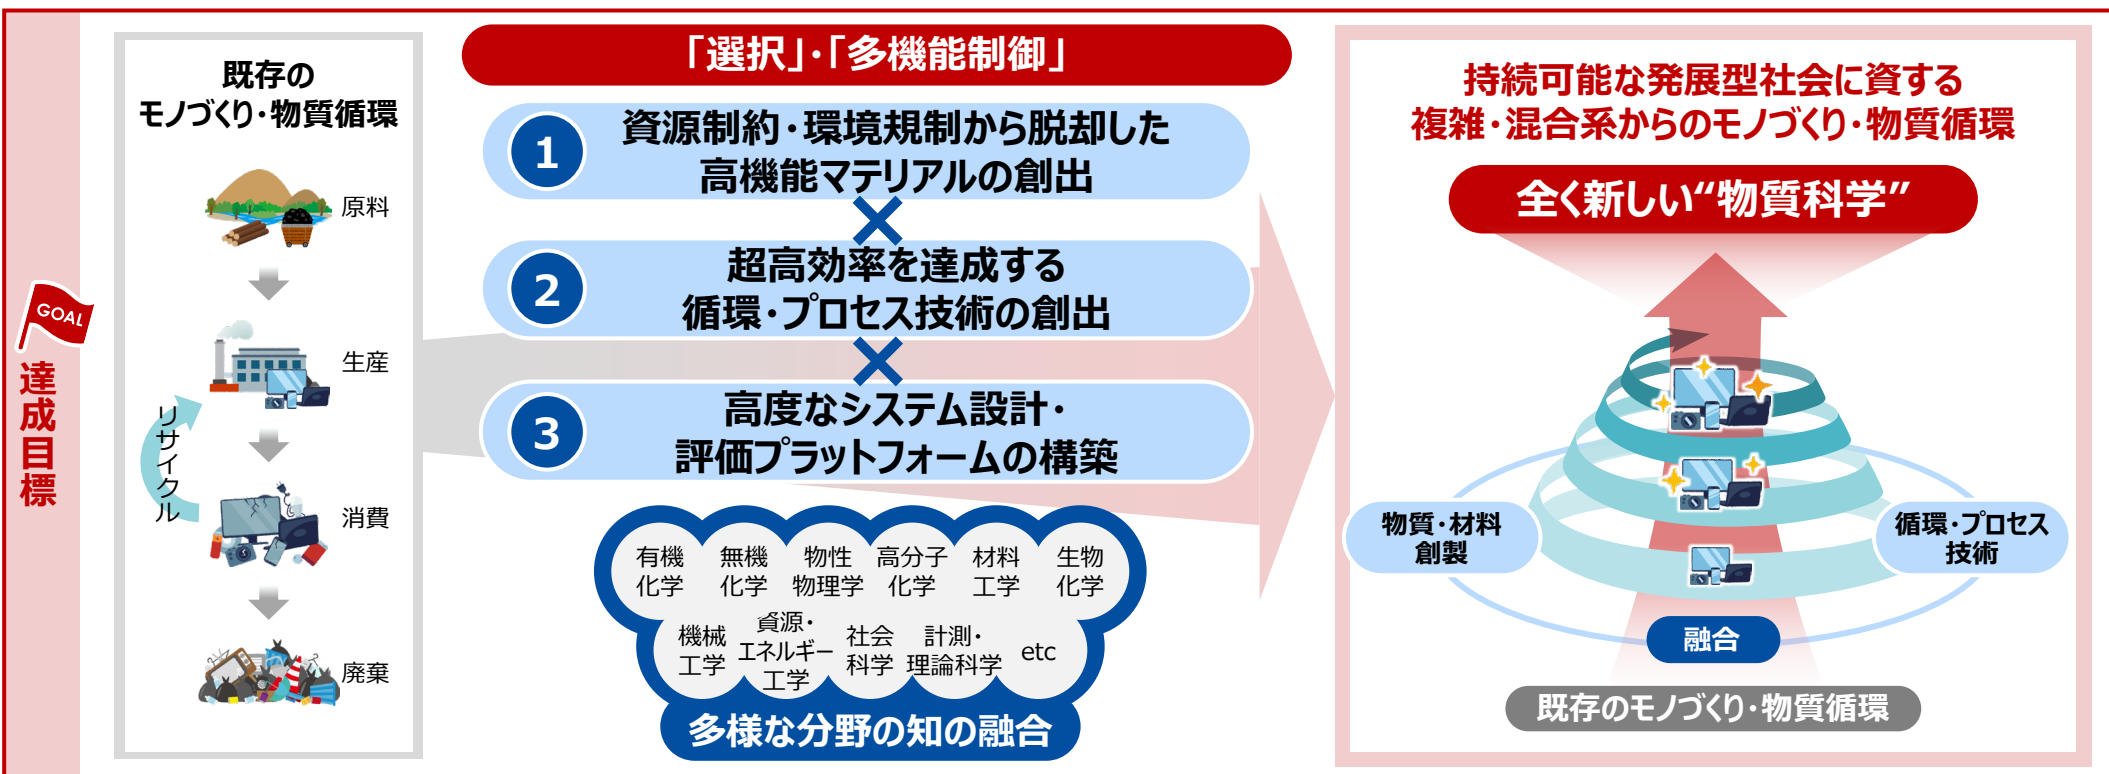 GOAL
達成目標
既存の
モノづくり・物質循環
原料
生産
リサイクル
消費
廃棄
「選択」・「多機能制御」
1
資源制約・環境規制から脱却した
高機能マテリアルの創出
×
2
超高効率を達成する
循環・プロセス技術の創出
×
3
高度なシステム設計・
評価プラットフォームの構築
有機
化学
無機
化学
物性
物理学
高分子
化学
材料
工学
生物
化学
機械
工学
資源・
エネルギー
工学
社会
科学
計測・
理論科学
etc
多様な分野の知の融合
持続可能な発展型社会に資する
複雑・混合系からのモノづくり・物質循環
全く新しい“物質科学”
物質・材料
創製
循環・プロセス
技術
融合
既存のモノづくり・物質循環